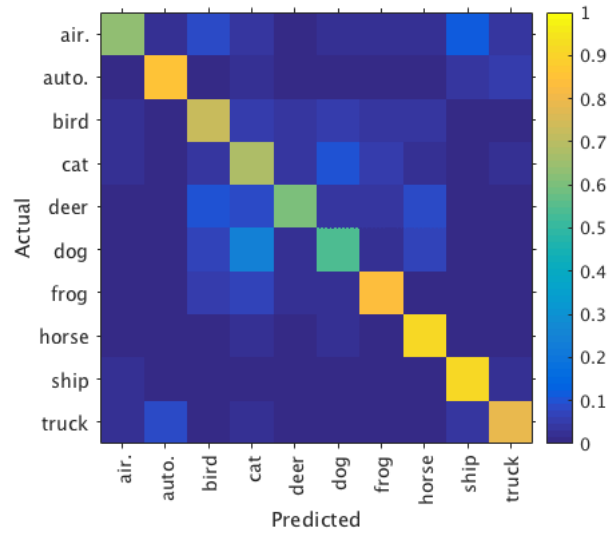 air.
auto.
bird
cat
deer
dog
frog
horse
ship
truck
Actual
air.
auto.
bird
cat
deer
dog
frog
horse
ship
truck
Predicted
1
0.9
0.8
0.7
0.6
0.5
0.4
0.3
0.2
0.1
0